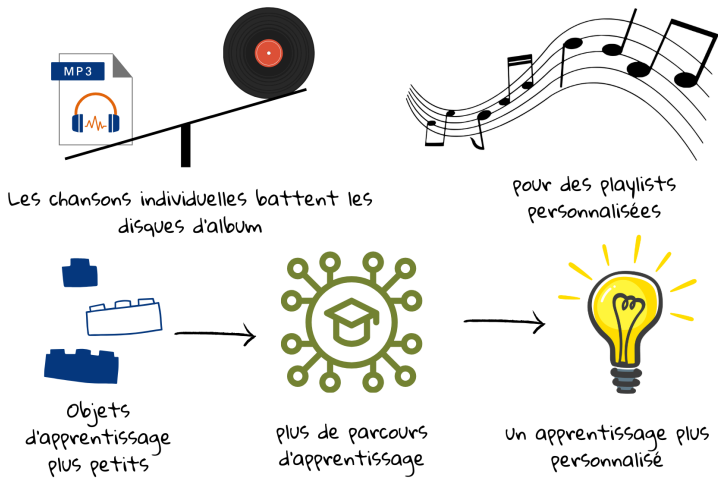 MP3
Les chansons individuelles battent les
disques d'album
pour des playlists
personnalisées
Objets
d'apprentissage
plus petits
plus de parcours
d'apprentissage
un apprentissage plus
personnalisé